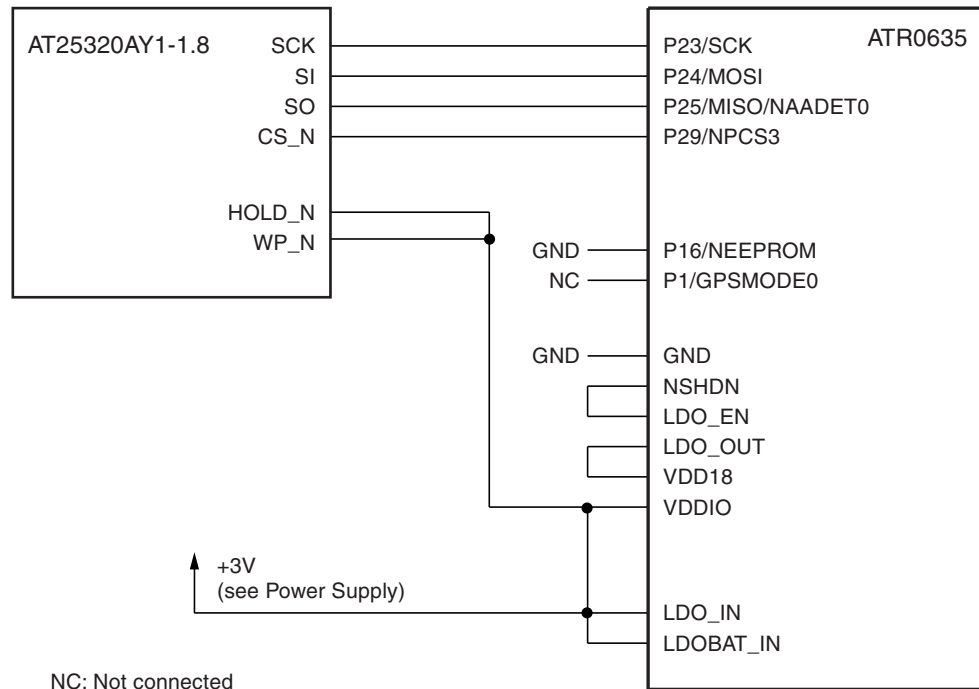 AT25320AY1-1.8
SCK
SI
SO
CS_N
HOLD_N
WP_N
ATR0635
P23/SCK
P24/MOSI
P25/MISO/NAADET0
P29/NPCS3
GND
P16/NEEPROM
NC
P1/GPSMODE0
GND
GND
NSHDN
LDO_EN
LDO_OUT
VDD18
VDDIO
+3V
(see Power Supply)
LDO_IN
LDOBAT_IN
NC: Not connected